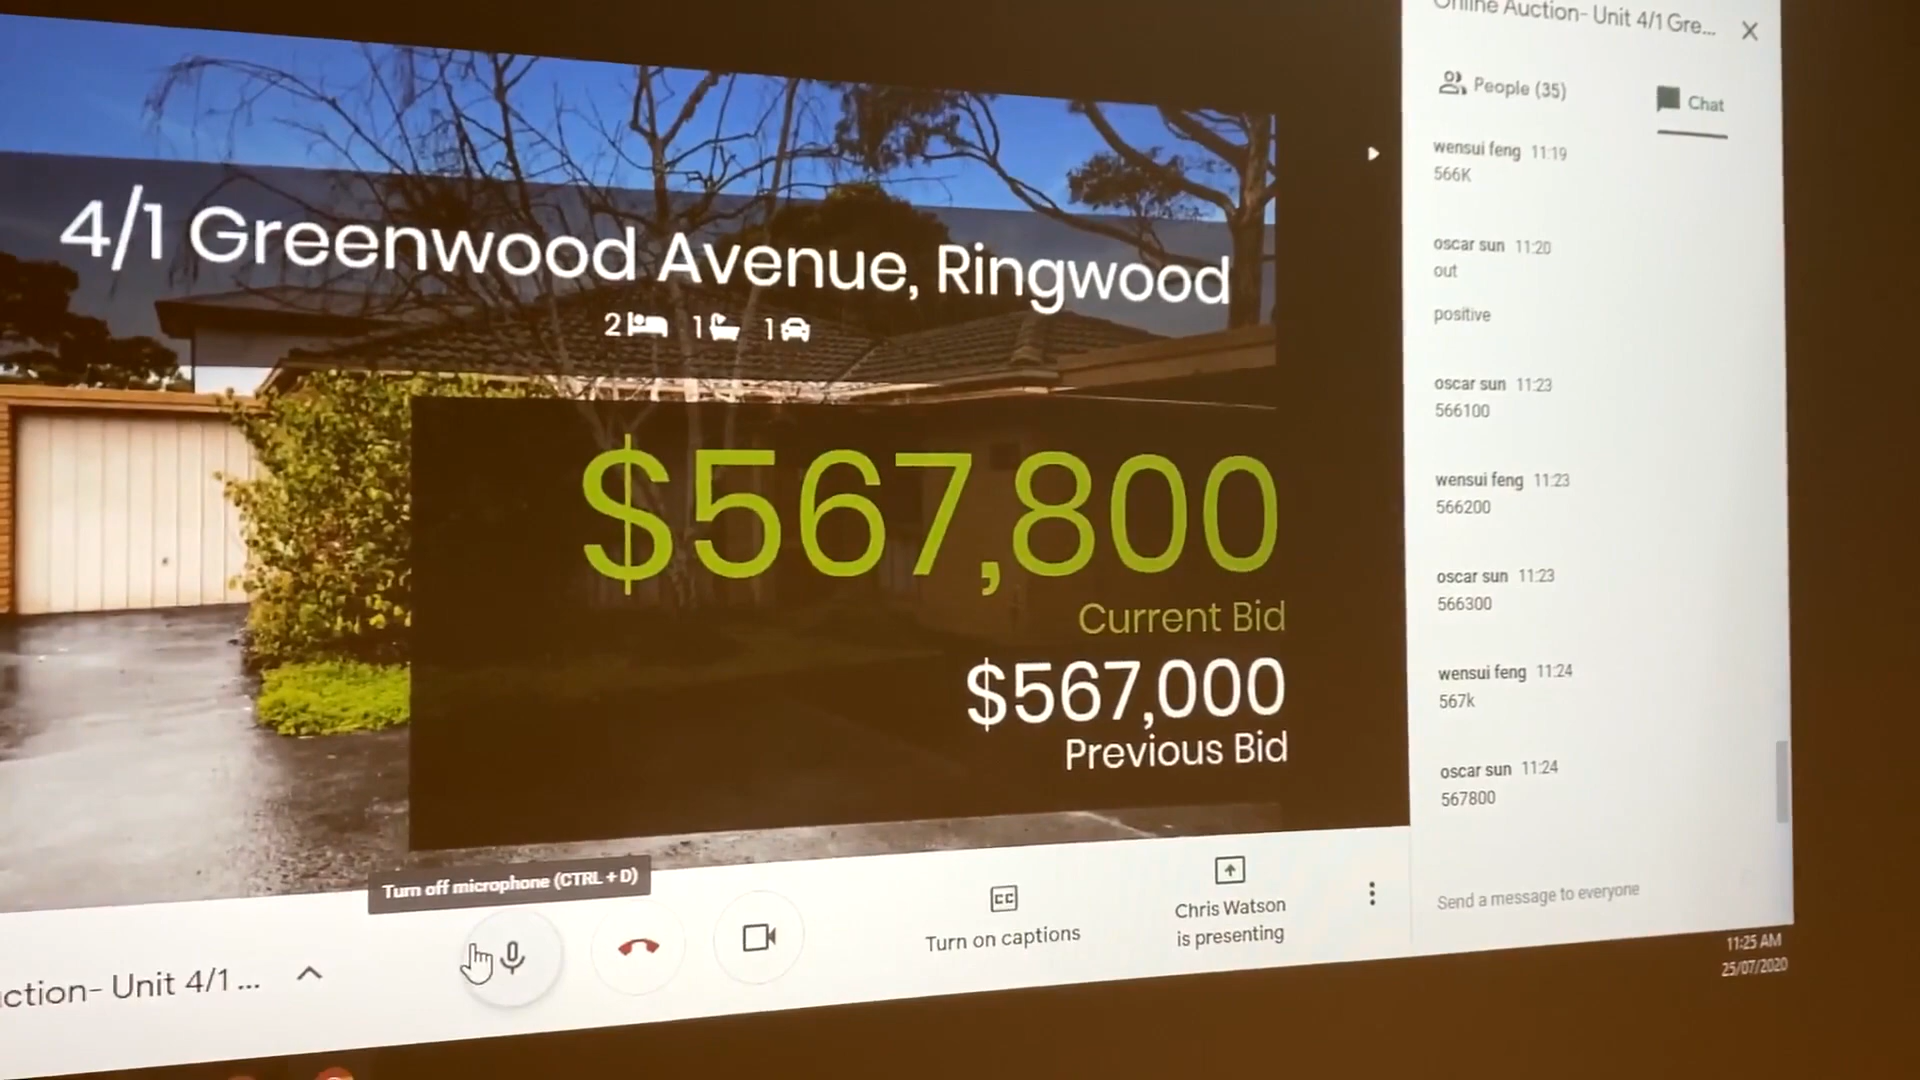 4/1 Greenwood Avenue, Ringwood
2 1 1
$567,800
Current Bid
$567,000
Previous Bid
Turn off microphone (CTRL + D)
Turn on captions
Chris Watson
is presenting
ction- Unit 4/1 ...
Online Auction- Unit 4/1 Gre...
People (35)
Chat
wensui feng 11:19
566K
oscar sun 11:20
out
positive
oscar sun 11:23
566100
wensui feng 11:23
566200
oscar sun 11:23
566300
wensui feng 11:24
567k
oscar sun 11:24
567800
Send a message to everyone
11:25 AM
25/07/2020